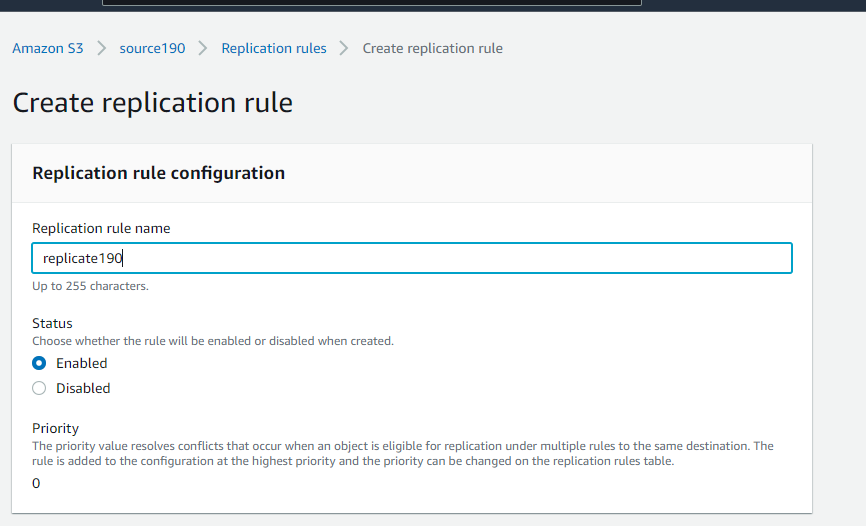 Amazon S3 > source190 > Replication rules > Create replication rule
Create replication rule
Replication rule configuration
Replication rule name
replicate190
Up to 255 characters.
Status
Choose whether the rule will be enabled or disabled when created.
Enabled
Disabled
Priority
The priority value resolves conflicts that occur when an object is eligible for replication under multiple rules to the same destination. The
rule is added to the configuration at the highest priority and the priority can be changed on the replication rules table.
0